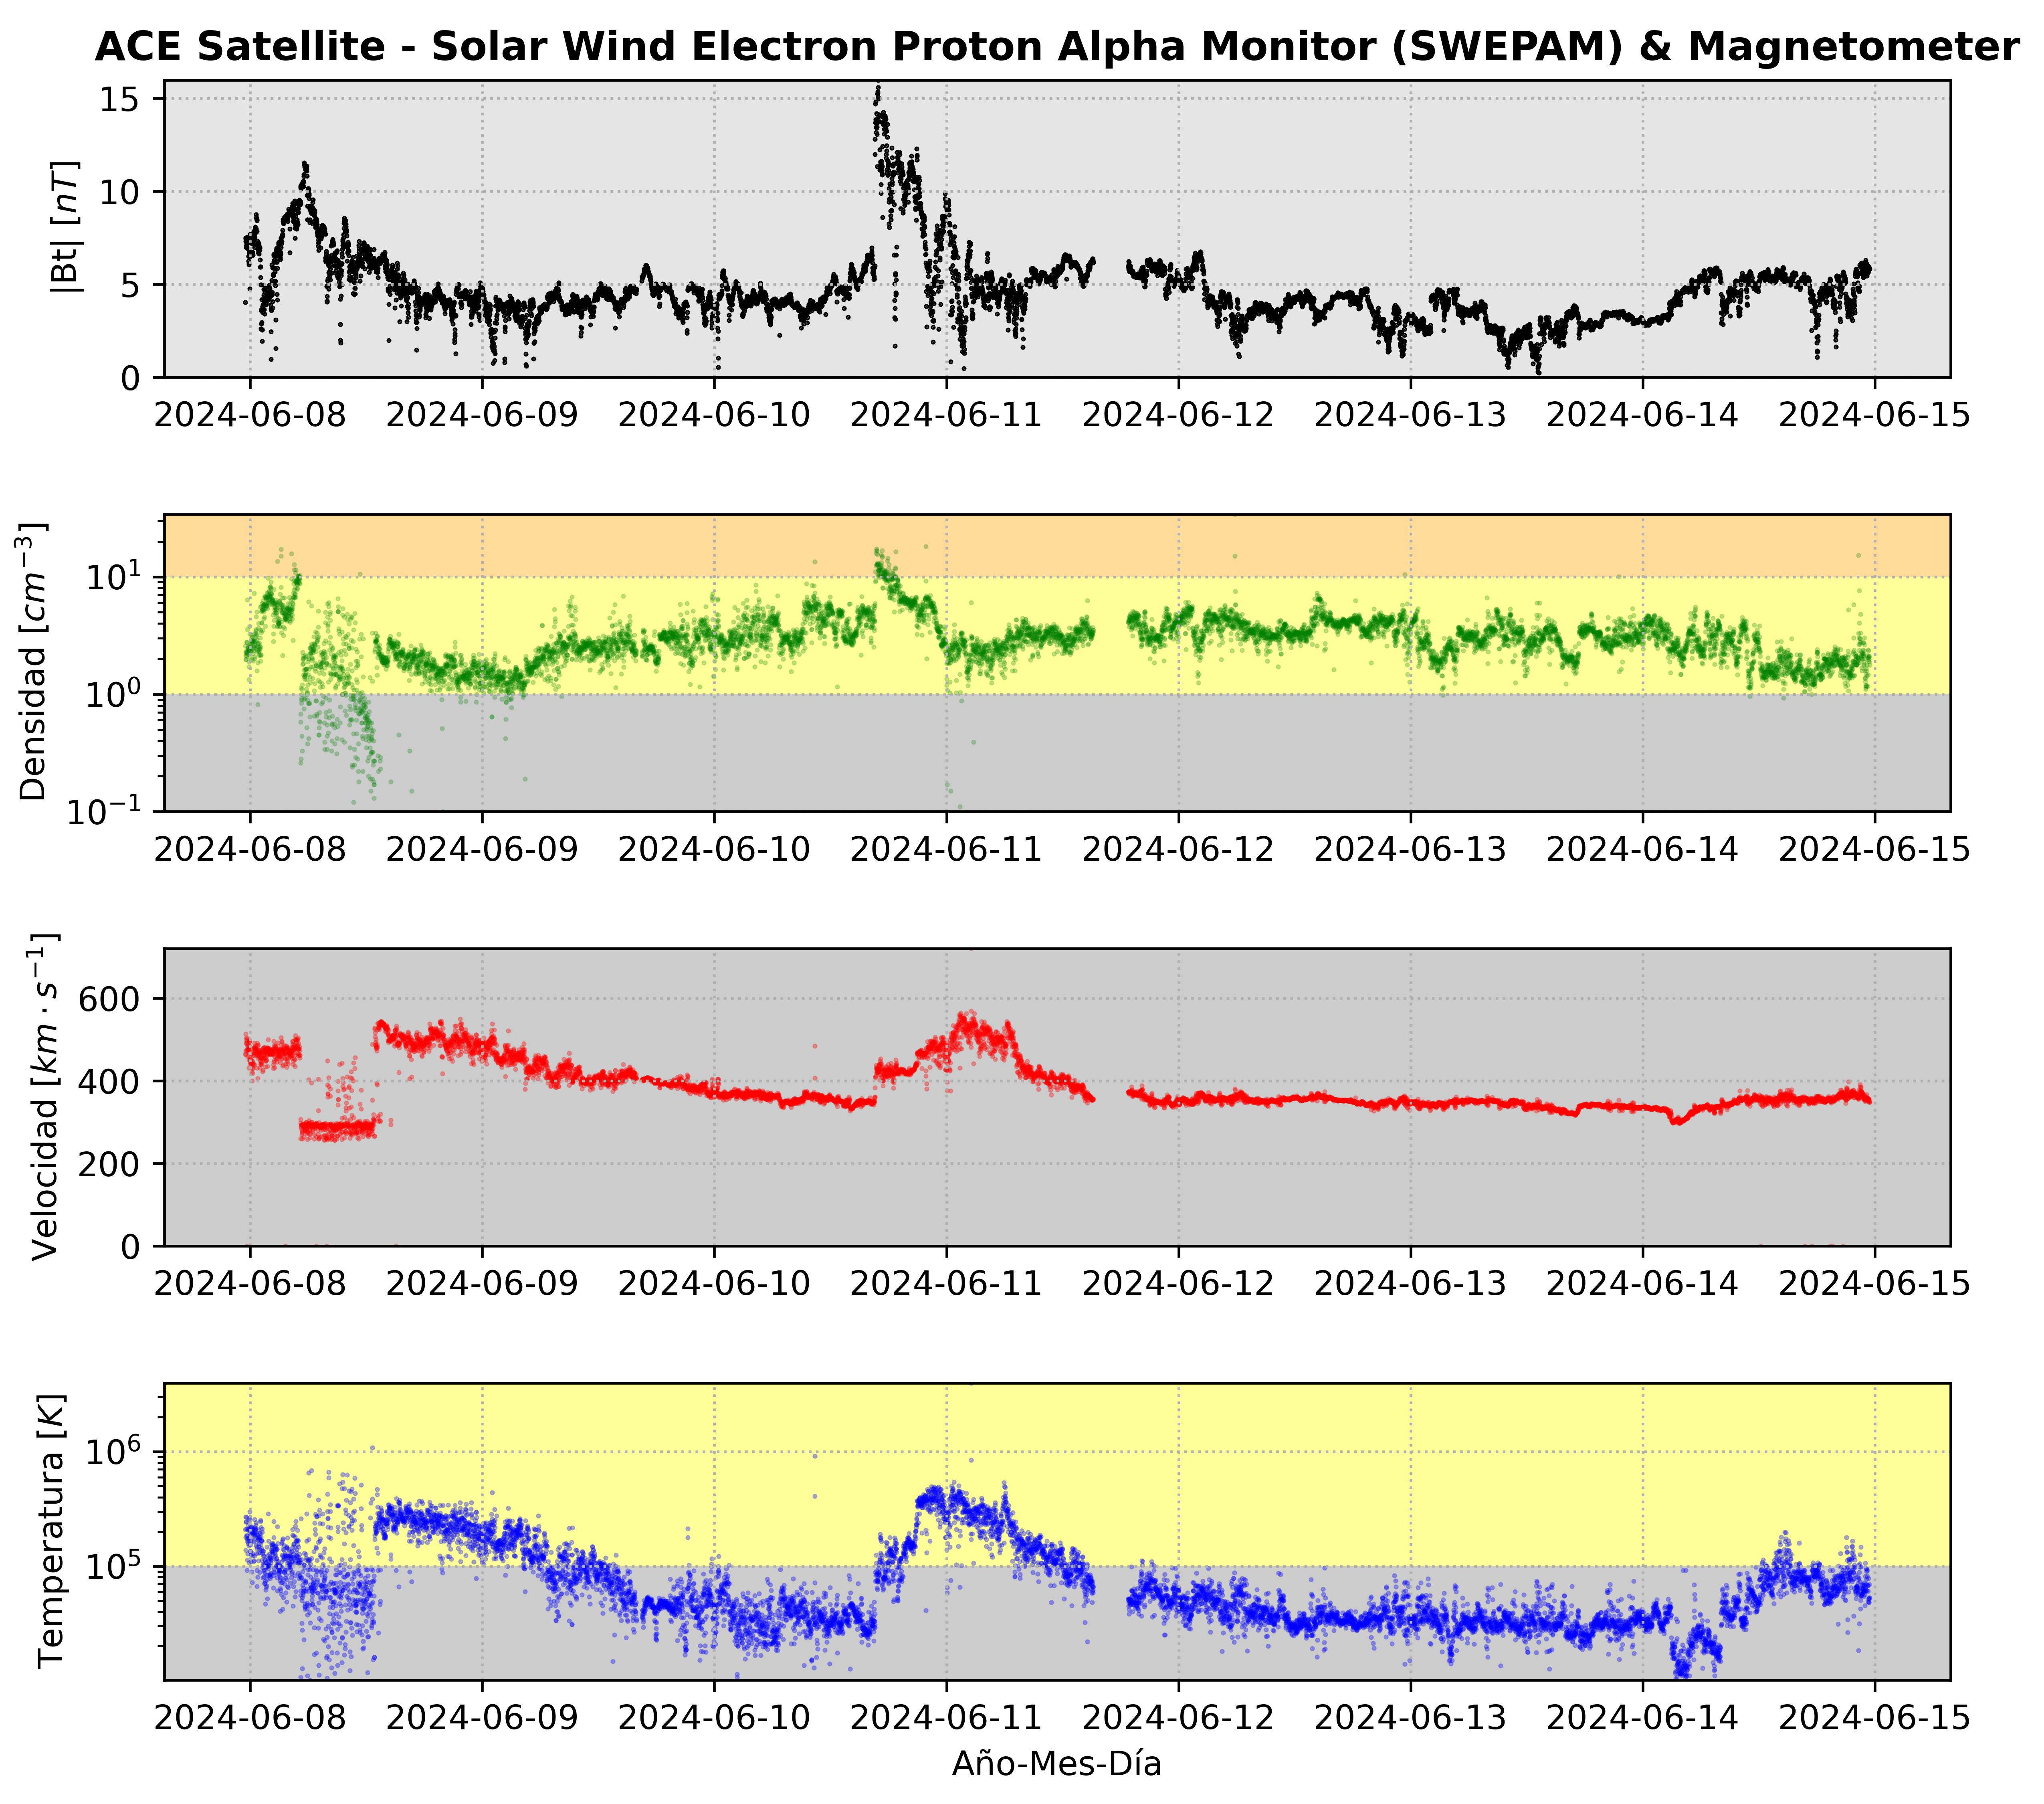 ACE Satellite - Solar Wind Electron Proton Alpha Monitor (SWEPAM) & Magnetometer
|Bt| [nT]
15
10
5
0
2024-06-08 2024-06-09 2024-06-10 2024-06-11 2024-06-12 2024-06-13 2024-06-14 2024-06-15
Densidad [cm⁻³]
10¹
10⁰
10⁻¹
2024-06-08 2024-06-09 2024-06-10 2024-06-11 2024-06-12 2024-06-13 2024-06-14 2024-06-15
Velocidad [km · s⁻¹]
600
400
200
0
2024-06-08 2024-06-09 2024-06-10 2024-06-11 2024-06-12 2024-06-13 2024-06-14 2024-06-15
Temperatura [K]
10⁶
10⁵
2024-06-08 2024-06-09 2024-06-10 2024-06-11 2024-06-12 2024-06-13 2024-06-14 2024-06-15
Año-Mes-Día